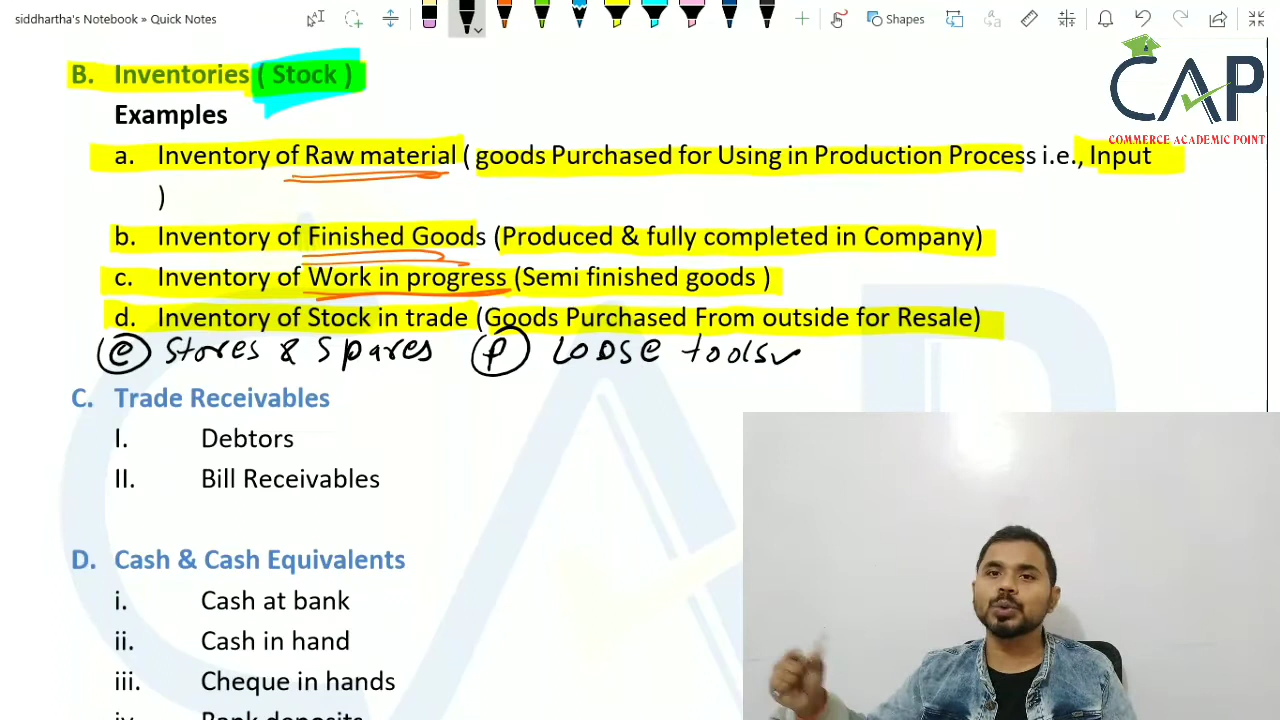 siddhartha's Notebook » Quick Notes
Shapes
CAP
COMMERCE ACADEMIC POINT
B. Inventories ( Stock )
Examples
a. Inventory of Raw material ( goods Purchased for Using in Production Process i.e., Input
)
b. Inventory of Finished Goods (Produced & fully completed in Company)
c. Inventory of Work in progress (Semi finished goods )
d. Inventory of Stock in trade (Goods Purchased From outside for Resale)
e Stores & Spares f Loose tools
C. Trade Receivables
I. Debtors
II. Bill Receivables
D. Cash & Cash Equivalents
i. Cash at bank
ii. Cash in hand
iii. Cheque in hands
iv. Bank deposits